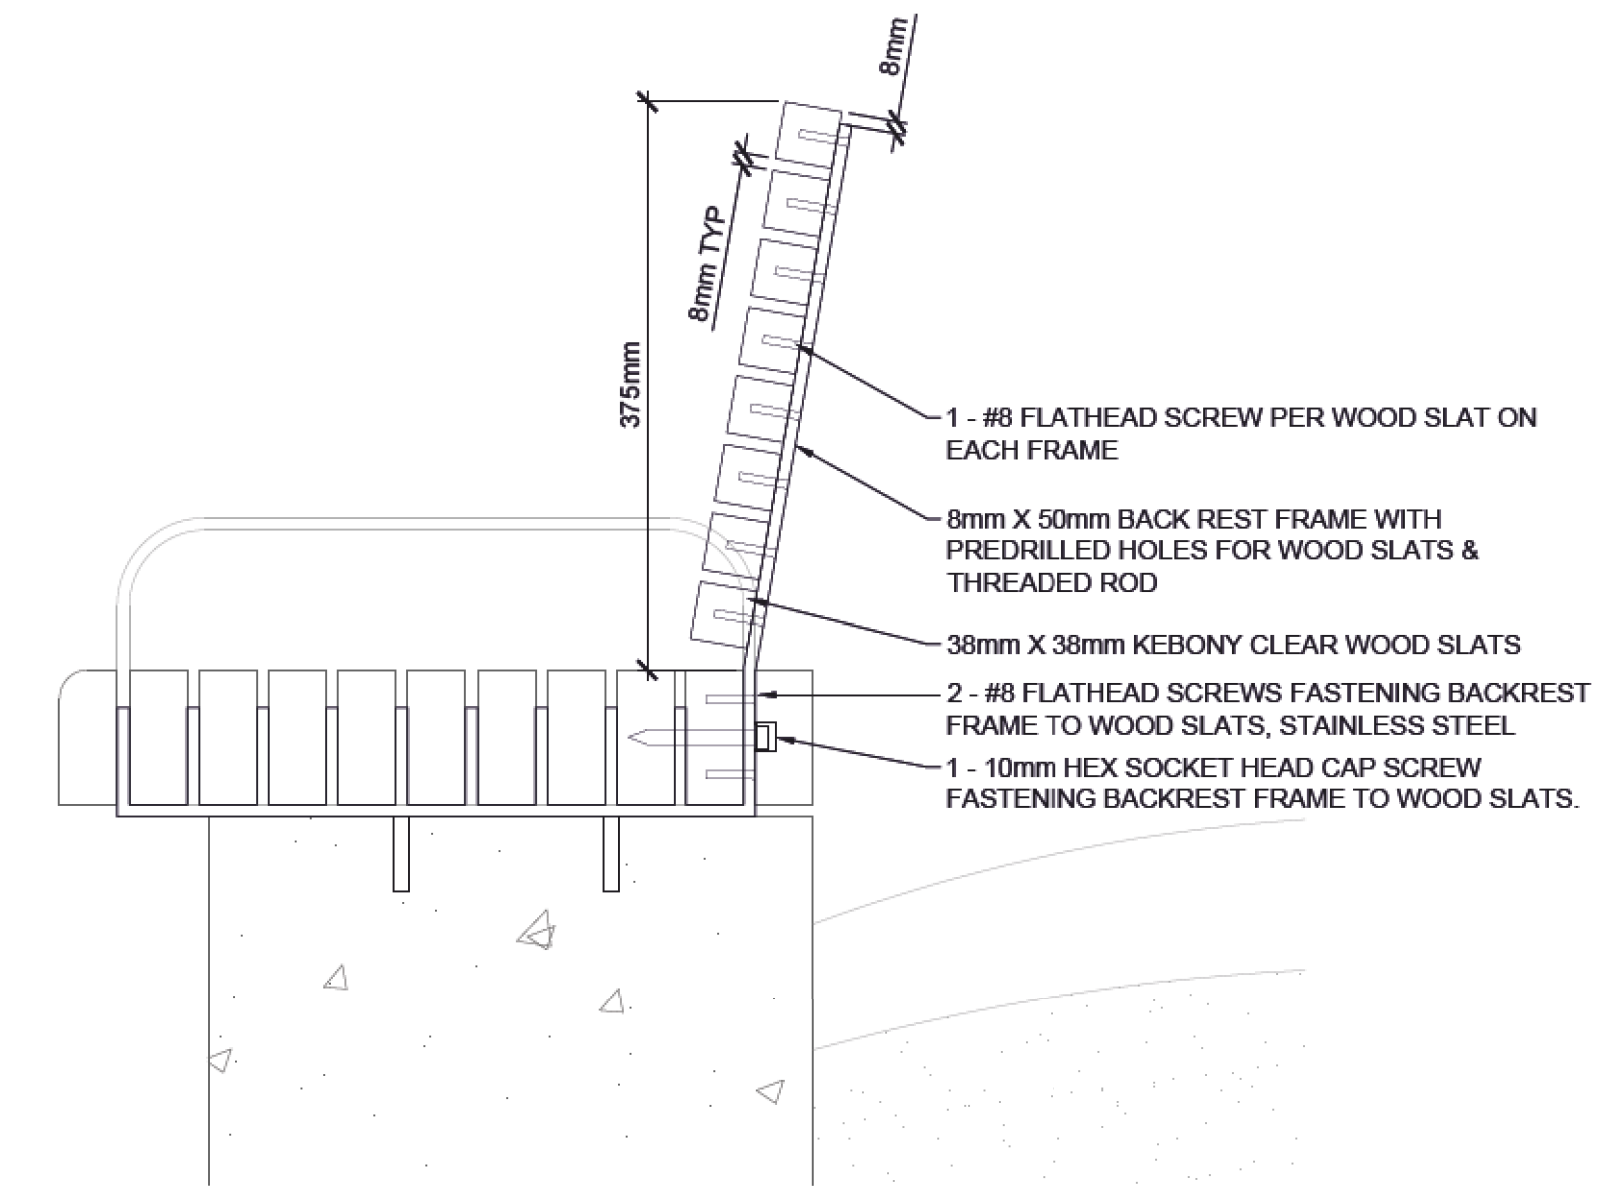 8mm
8mm TYP
375mm
1 - #8 FLATHEAD SCREW PER WOOD SLAT ON
EACH FRAME
8mm X 50mm BACK REST FRAME WITH
PREDRILLED HOLES FOR WOOD SLATS &
THREADED ROD
38mm X 38mm KEBONY CLEAR WOOD SLATS
2 - #8 FLATHEAD SCREWS FASTENING BACKREST
FRAME TO WOOD SLATS, STAINLESS STEEL
1 - 10mm HEX SOCKET HEAD CAP SCREW
FASTENING BACKREST FRAME TO WOOD SLATS.